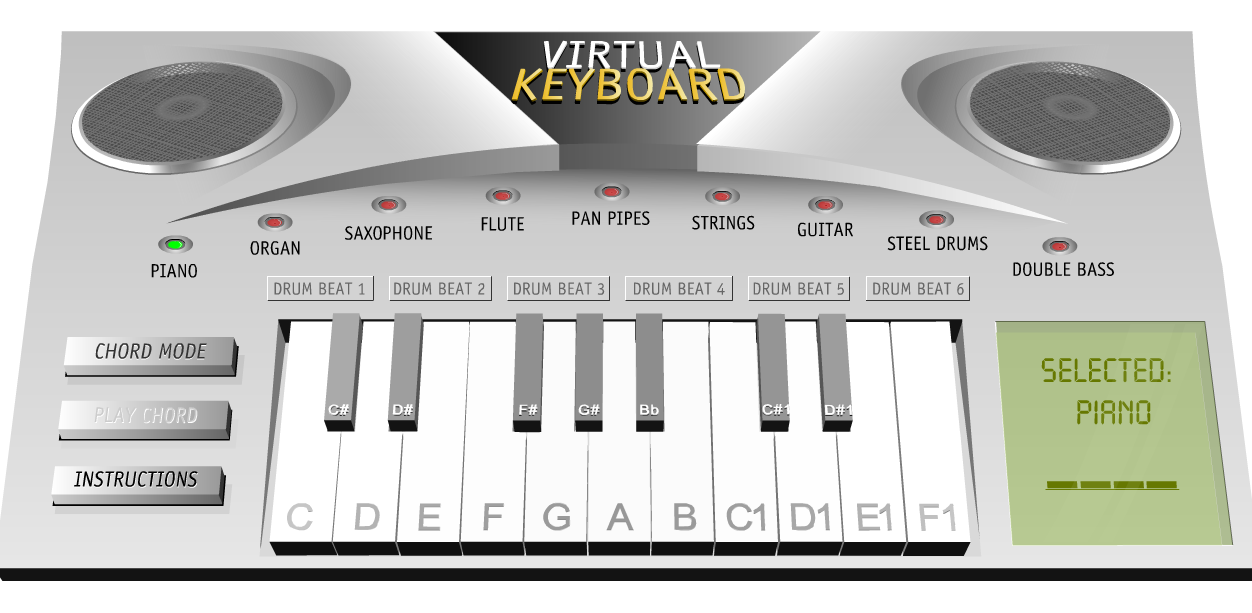 VIRTUAL
KEYBOARD
PIANO
ORGAN
SAXOPHONE
FLUTE
PAN PIPES
STRINGS
GUITAR
STEEL DRUMS
DOUBLE BASS
DRUM BEAT 1
DRUM BEAT 2
DRUM BEAT 3
DRUM BEAT 4
DRUM BEAT 5
DRUM BEAT 6
CHORD MODE
PLAY CHORD
INSTRUCTIONS
C#
D#
F#
G#
Bb
C#1
D#1
C
D
E
F
G
A
B
C1
D1
E1
F1
SELECTED:
PIANO